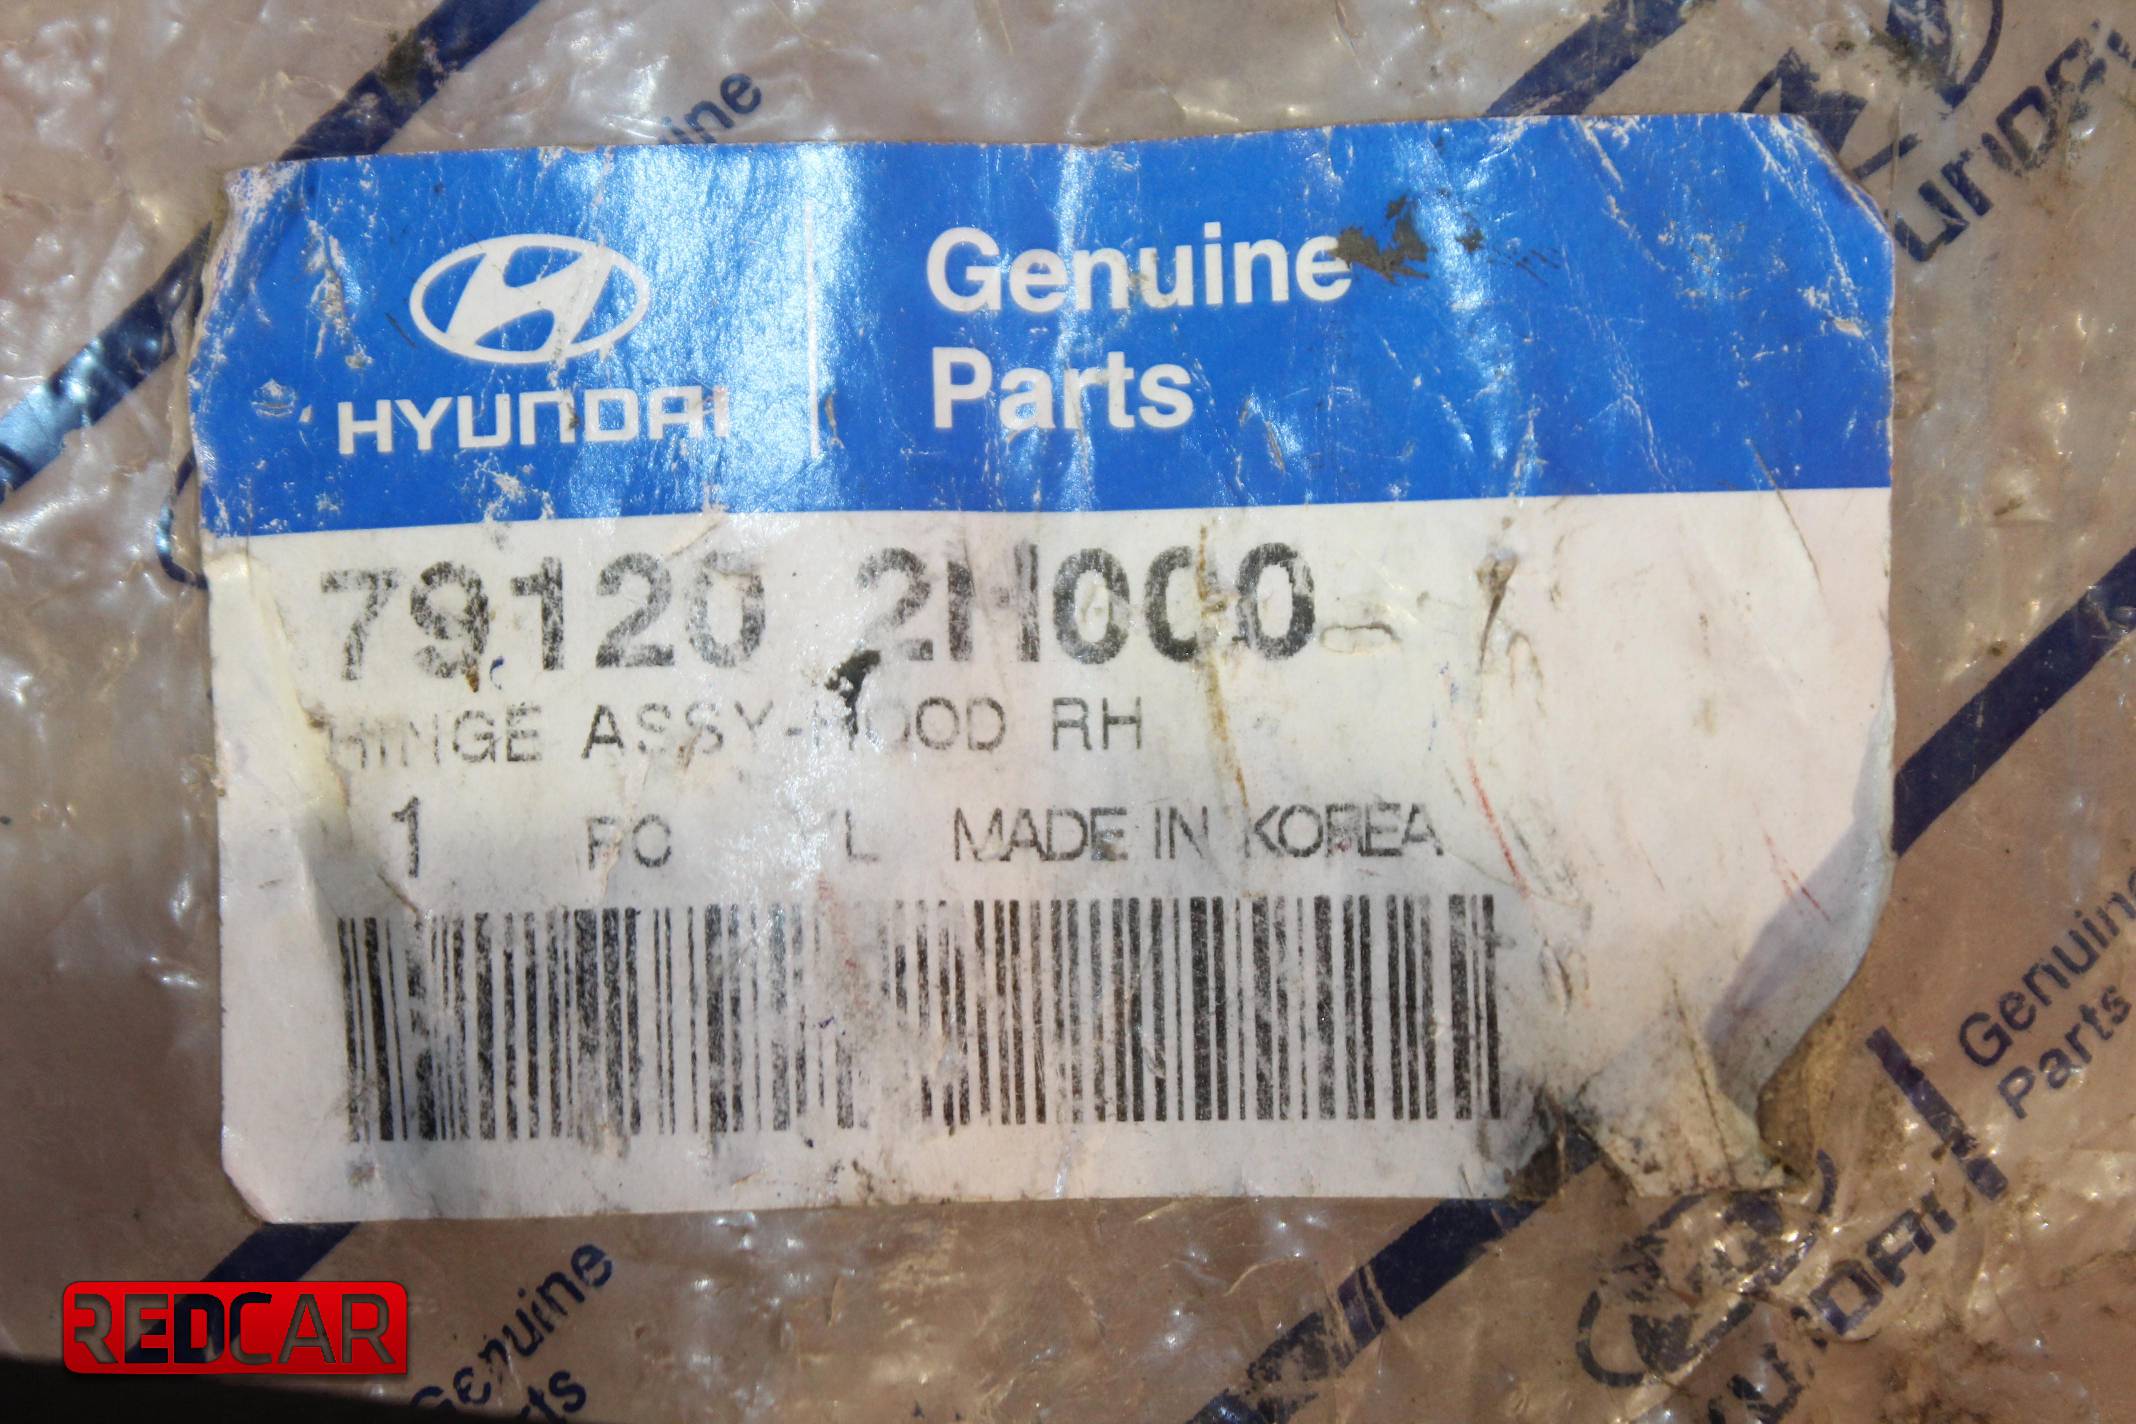 HYUNDAI
Genuine
Parts
79120 2H000
HINGE ASSY-HOOD RH
1 PC MADE IN KOREA
REDCAR
Genuine
Parts
HYUNDAI
Genuine